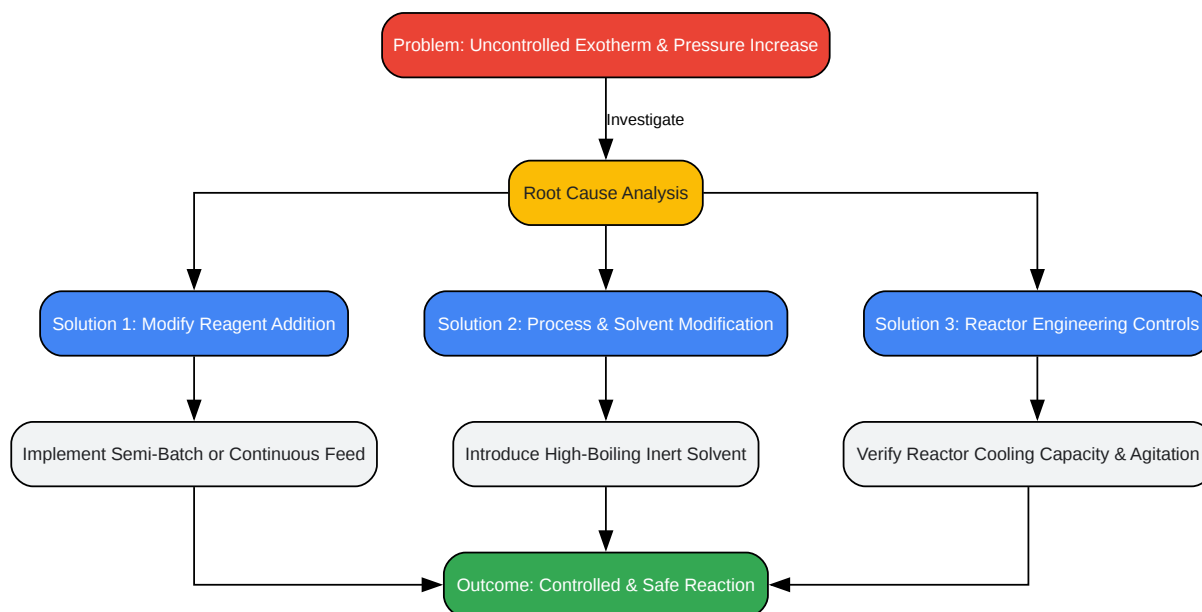 Problem: Uncontrolled Exotherm & Pressure Increase
Investigate
Root Cause Analysis
Solution 1: Modify Reagent Addition
Solution 2: Process & Solvent Modification
Solution 3: Reactor Engineering Controls
Implement Semi-Batch or Continuous Feed
Introduce High-Boiling Inert Solvent
Verify Reactor Cooling Capacity & Agitation
Outcome: Controlled & Safe Reaction